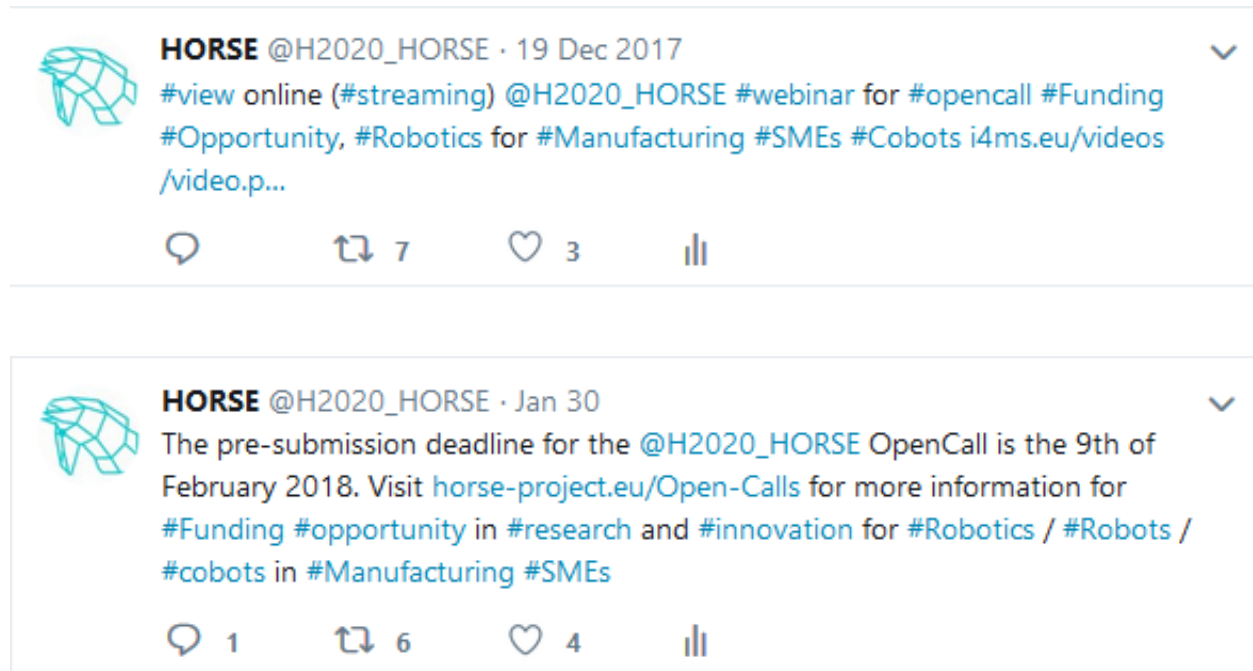 HORSE @H2020_HORSE · 19 Dec 2017
#view online (#streaming) @H2020_HORSE #webinar for #opencall #Funding
#Opportunity, #Robotics for #Manufacturing #SMEs #Cobots i4ms.eu/videos
/video.p...
7 3
HORSE @H2020_HORSE · Jan 30
The pre-submission deadline for the @H2020_HORSE OpenCall is the 9th of
February 2018. Visit horse-project.eu/Open-Calls for more information for
#Funding #opportunity in #research and #innovation for #Robotics / #Robots /
#cobots in #Manufacturing #SMEs
1 6 4